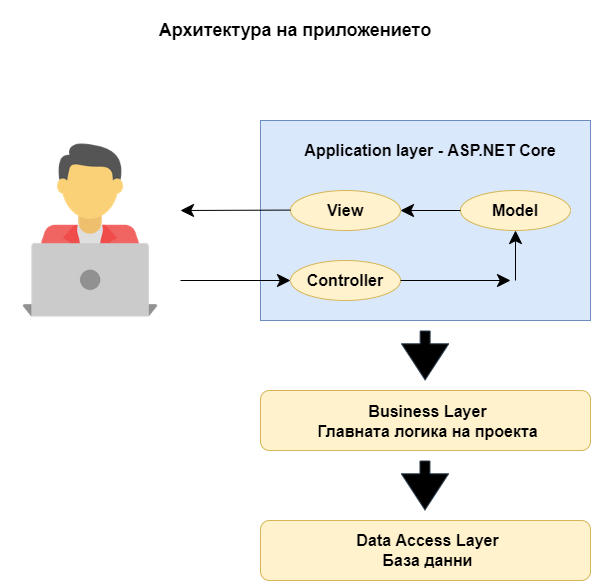 Архитектура на приложението
Application layer - ASP.NET Core
View
Model
Controller
Business Layer
Главната логика на проекта
Data Access Layer
База данни